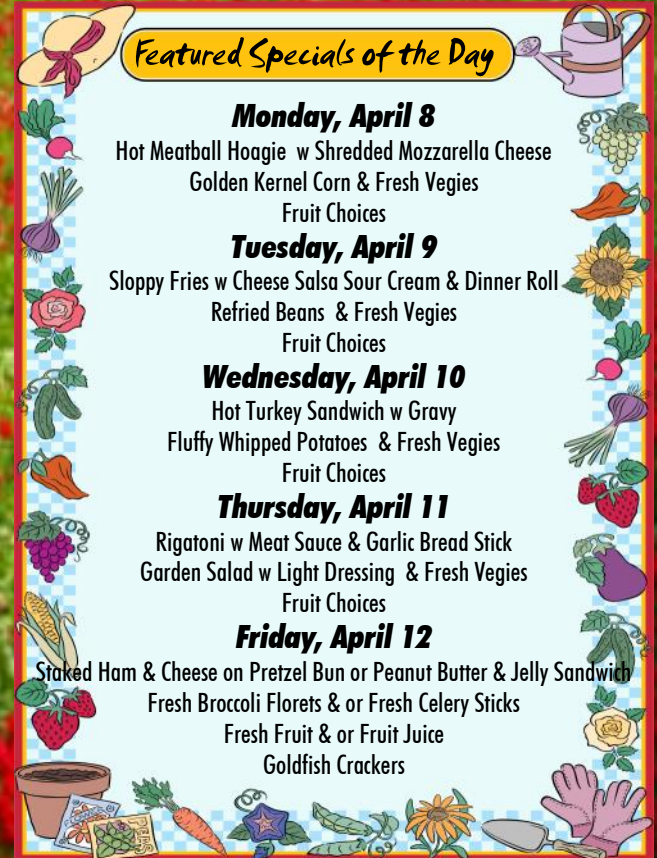 Featured Specials of the Day
Monday, April 8
Hot Meatball Hoagie w Shredded Mozzarella Cheese
Golden Kernel Corn & Fresh Vegies
Fruit Choices
Tuesday, April 9
Sloppy Fries w Cheese Salsa Sour Cream & Dinner Roll
Refried Beans & Fresh Vegies
Fruit Choices
Wednesday, April 10
Hot Turkey Sandwich w Gravy
Fluffy Whipped Potatoes & Fresh Vegies
Fruit Choices
Thursday, April 11
Rigatoni w Meat Sauce & Garlic Bread Stick
Garden Salad w Light Dressing & Fresh Vegies
Fruit Choices
Friday, April 12
Staked Ham & Cheese on Pretzel Bun or Peanut Butter & Jelly Sandwich
Fresh Broccoli Florets & or Fresh Celery Sticks
Fresh Fruit & or Fruit Juice
Goldfish Crackers
SEEDS